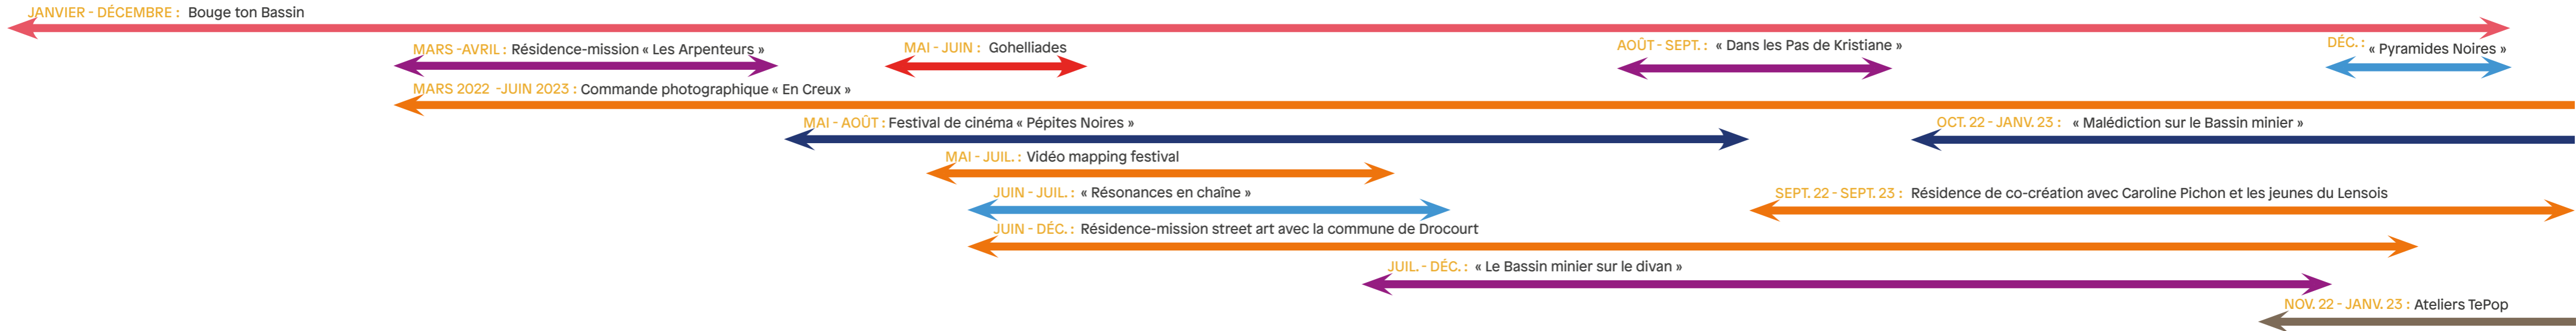 JANVIER - DÉCEMBRE : Bouge ton Bassin
MARS -AVRIL : Résidence-mission « Les Arpenteurs »
MAI - JUIN : Gohelliades
AOÛT - SEPT. : « Dans les Pas de Kristiane »
DÉC. : « Pyramides Noires »
MARS 2022 -JUIN 2023 : Commande photographique « En Creux »
MAI - AOÛT : Festival de cinéma « Pépites Noires »
OCT. 22 - JANV. 23 : « Malédiction sur le Bassin minier »
MAI - JUIL. : Vidéo mapping festival
JUIN - JUIL. : « Résonances en chaîne »
SEPT. 22 - SEPT. 23 : Résidence de co-création avec Caroline Pichon et les jeunes du Lensois
JUIN - DÉC. : Résidence-mission street art avec la commune de Drocourt
JUIL. - DÉC. : « Le Bassin minier sur le divan »
NOV. 22 - JANV. 23 : Ateliers TePop